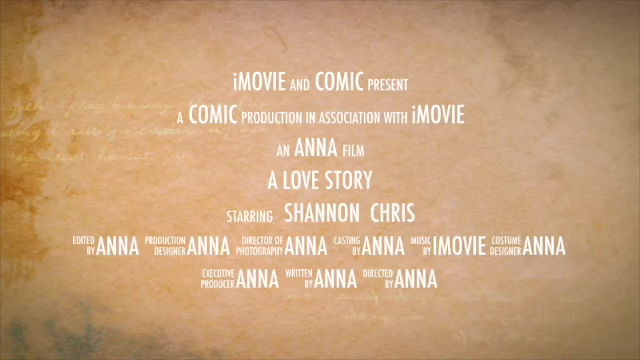 iMOVIE AND COMIC PRESENT
A COMIC PRODUCTION IN ASSOCIATION WITH iMOVIE
AN ANNA FILM
A LOVE STORY
STARRING SHANNON CHRIS
EDITED BY ANNA PRODUCTION DESIGNER ANNA DIRECTOR OF PHOTOGRAPHY ANNA CASTING BY ANNA MUSIC BY IMOVIE COSTUME DESIGNER ANNA
EXECUTIVE PRODUCER ANNA WRITTEN BY ANNA DIRECTED BY ANNA